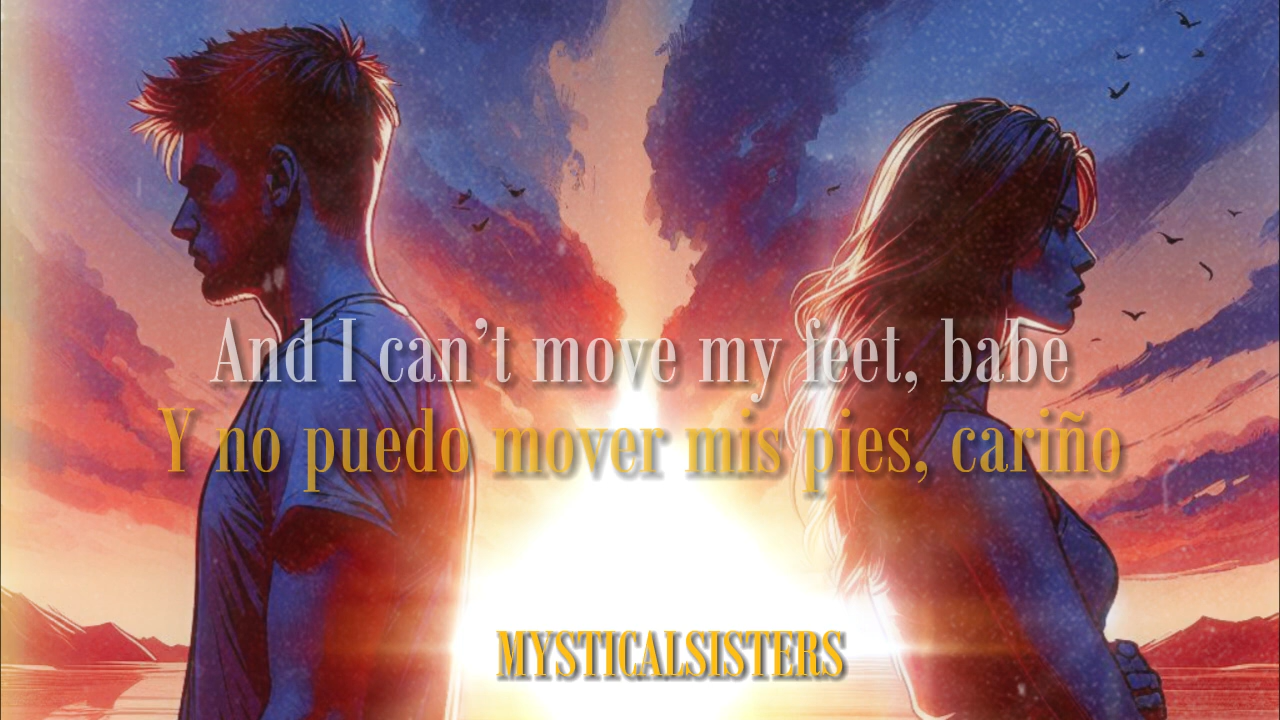 And I can’t move my feet, babe
Y no puedo mover mis pies, cariño
MYSTICALSISTERS